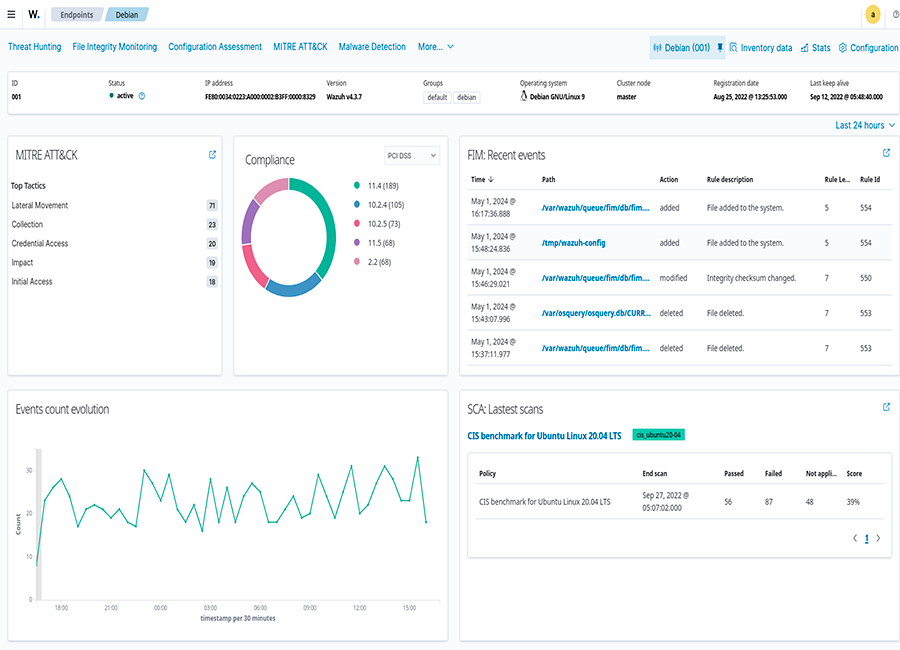 W. Endpoints Debian a
Threat Hunting File Integrity Monitoring Configuration Assessment MITRE ATT&CK Malware Detection More... Debian (001) Inventory data Stats Configuration
ID Status IP address Version Groups Operating system Cluster node Registration date Last keep alive
001 active FE80:0034:0223:A000:0002:B3FF:0000:8329 Wazuh v4.3.7 default debian Debian GNU/Linux 9 master Aug 25, 2022 @ 13:25:53.000 Sep 12, 2022 @ 05:48:40.000
Last 24 hours
MITRE ATT&CK
Top Tactics
Lateral Movement 71
Collection 23
Credential Access 20
Impact 19
Initial Access 18
Compliance PCI DSS
11.4 (189)
10.2.4 (105)
10.2.5 (73)
11.5 (68)
2.2 (68)
FIM: Recent events
Time Path Action Rule description Rule Le... Rule Id
May 1, 2024 @
16:17:36.888 /var/wazuh/queue/fim/db/fim.... added File added to the system. 5 554
May 1, 2024 @
15:48:24.836 /tmp/wazuh-config added File added to the system. 5 554
May 1, 2024 @
15:46:29.021 /var/wazuh/queue/fim/db/fim.... modified Integrity checksum changed. 7 550
May 1, 2024 @
15:43:07.996 /var/osquery/osquery.db/CURR... deleted File deleted. 7 553
May 1, 2024 @
15:37:11.977 /var/wazuh/queue/fim/db/fim.... deleted File deleted. 7 553
Events count evolution
Count
30
20
10
0
18:00 21:00 00:00 03:00 06:00 09:00 12:00 15:00
timestamp per 30 minutes
SCA: Lastest scans
CIS benchmark for Ubuntu Linux 20.04 LTS cis_ubuntu20-04
Policy End scan Passed Failed Not appli... Score
CIS benchmark for Ubuntu Linux 20.04 LTS Sep 27, 2022 @
05:07:02.000 56 87 48 39%
1